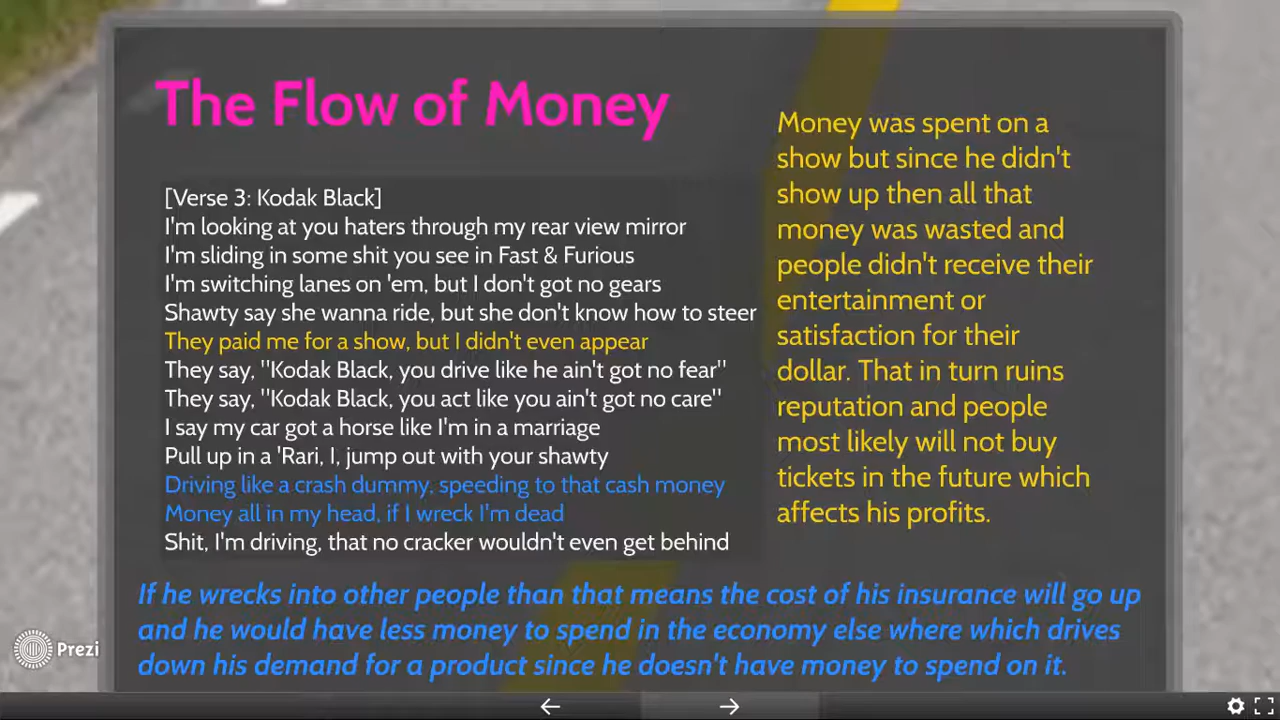 The Flow of Money
[Verse 3: Kodak Black]
I'm looking at you haters through my rear view mirror
I'm sliding in some shit you see in Fast & Furious
I'm switching lanes on 'em, but I don't got no gears
Shawty say she wanna ride, but she don't know how to steer
They paid me for a show, but I didn't even appear
They say, "Kodak Black, you drive like he ain't got no fear"
They say, "Kodak Black, you act like you ain't got no care"
I say my car got a horse like I'm in a marriage
Pull up in a 'Rari, I, jump out with your shawty
Driving like a crash dummy, speeding to that cash money
Money all in my head, if I wreck I'm dead
Shit, I'm driving, that no cracker wouldn't even get behind
Money was spent on a
show but since he didn't
show up then all that
money was wasted and
people didn't receive their
entertainment or
satisfaction for their
dollar. That in turn ruins
reputation and people
most likely will not buy
tickets in the future which
affects his profits.
If he wrecks into other people than that means the cost of his insurance will go up
and he would have less money to spend in the economy else where which drives
down his demand for a product since he doesn't have money to spend on it.
Prezi